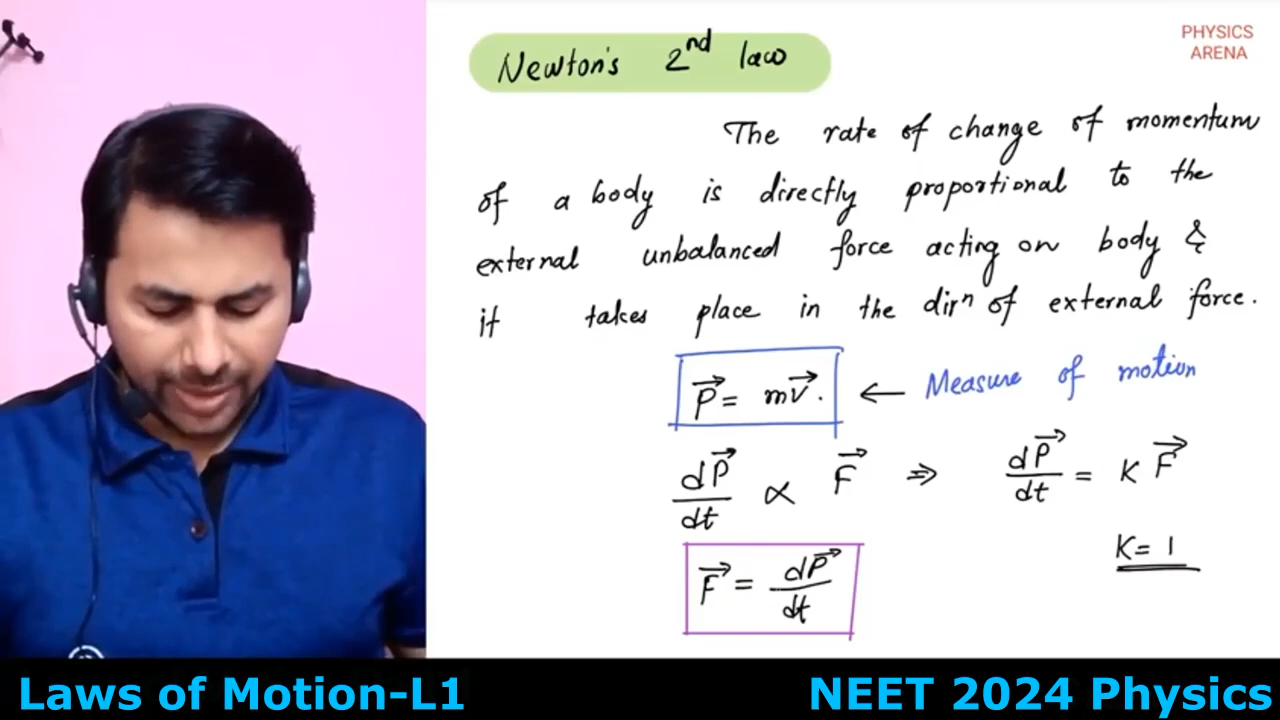 PHYSICS
ARENA
Newton's 2nd law
The rate of change of momentum
of a body is directly proportional to the
external unbalanced force acting on body &
it takes place in the dirⁿ of external force.
P⃗ = mv⃗. ← Measure of motion
dP⃗/dt ∝ F⃗ ⇒ dP⃗/dt = K F⃗
K = 1
F⃗ = dP⃗/dt
Laws of Motion-L1 NEET 2024 Physics